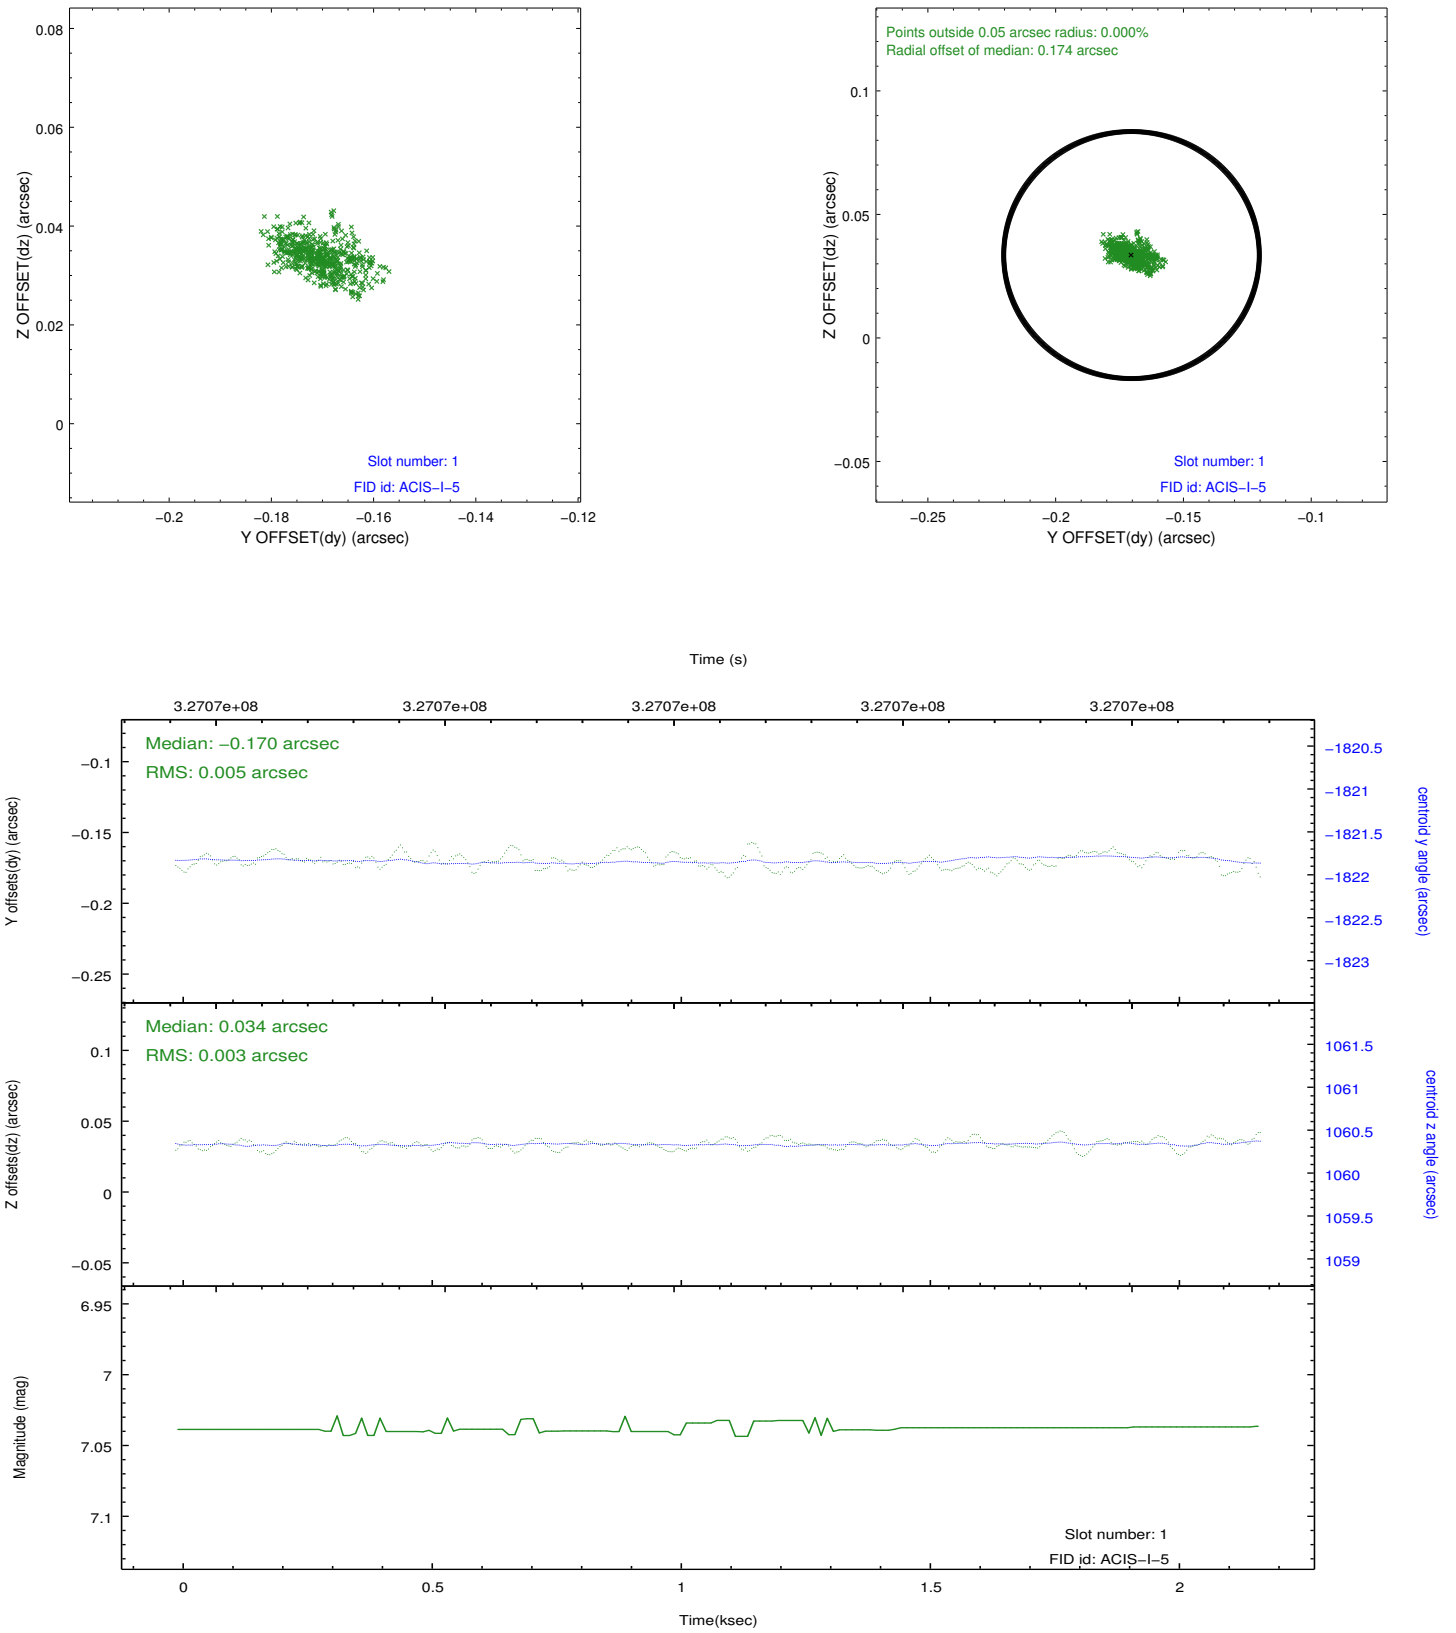 0.08
0.06
0.04
0.02
0
Z OFFSET(dz) (arcsec)
Slot number: 1
FID id: ACIS−I−5
−0.2
−0.18
−0.16
−0.14
−0.12
Y OFFSET(dy) (arcsec)
Points outside 0.05 arcsec radius: 0.000%
Radial offset of median: 0.174 arcsec
0.1
0.05
0
−0.05
Z OFFSET(dz) (arcsec)
Slot number: 1
FID id: ACIS−I−5
−0.25
−0.2
−0.15
−0.1
Y OFFSET(dy) (arcsec)
Time (s)
3.2707e+08
3.2707e+08
3.2707e+08
3.2707e+08
3.2707e+08
Median: −0.170 arcsec
RMS: 0.005 arcsec
−0.1
−0.15
−0.2
−0.25
Y offsets(dy) (arcsec)
−1820.5
−1821
−1821.5
−1822
−1822.5
−1823
centroid y angle (arcsec)
Median: 0.034 arcsec
RMS: 0.003 arcsec
0.1
0.05
0
−0.05
Z offsets(dz) (arcsec)
1061.5
1061
1060.5
1060
1059.5
1059
centroid z angle (arcsec)
6.95
7
7.05
7.1
Magnitude (mag)
Slot number: 1
FID id: ACIS−I−5
0
0.5
1
1.5
2
Time(ksec)